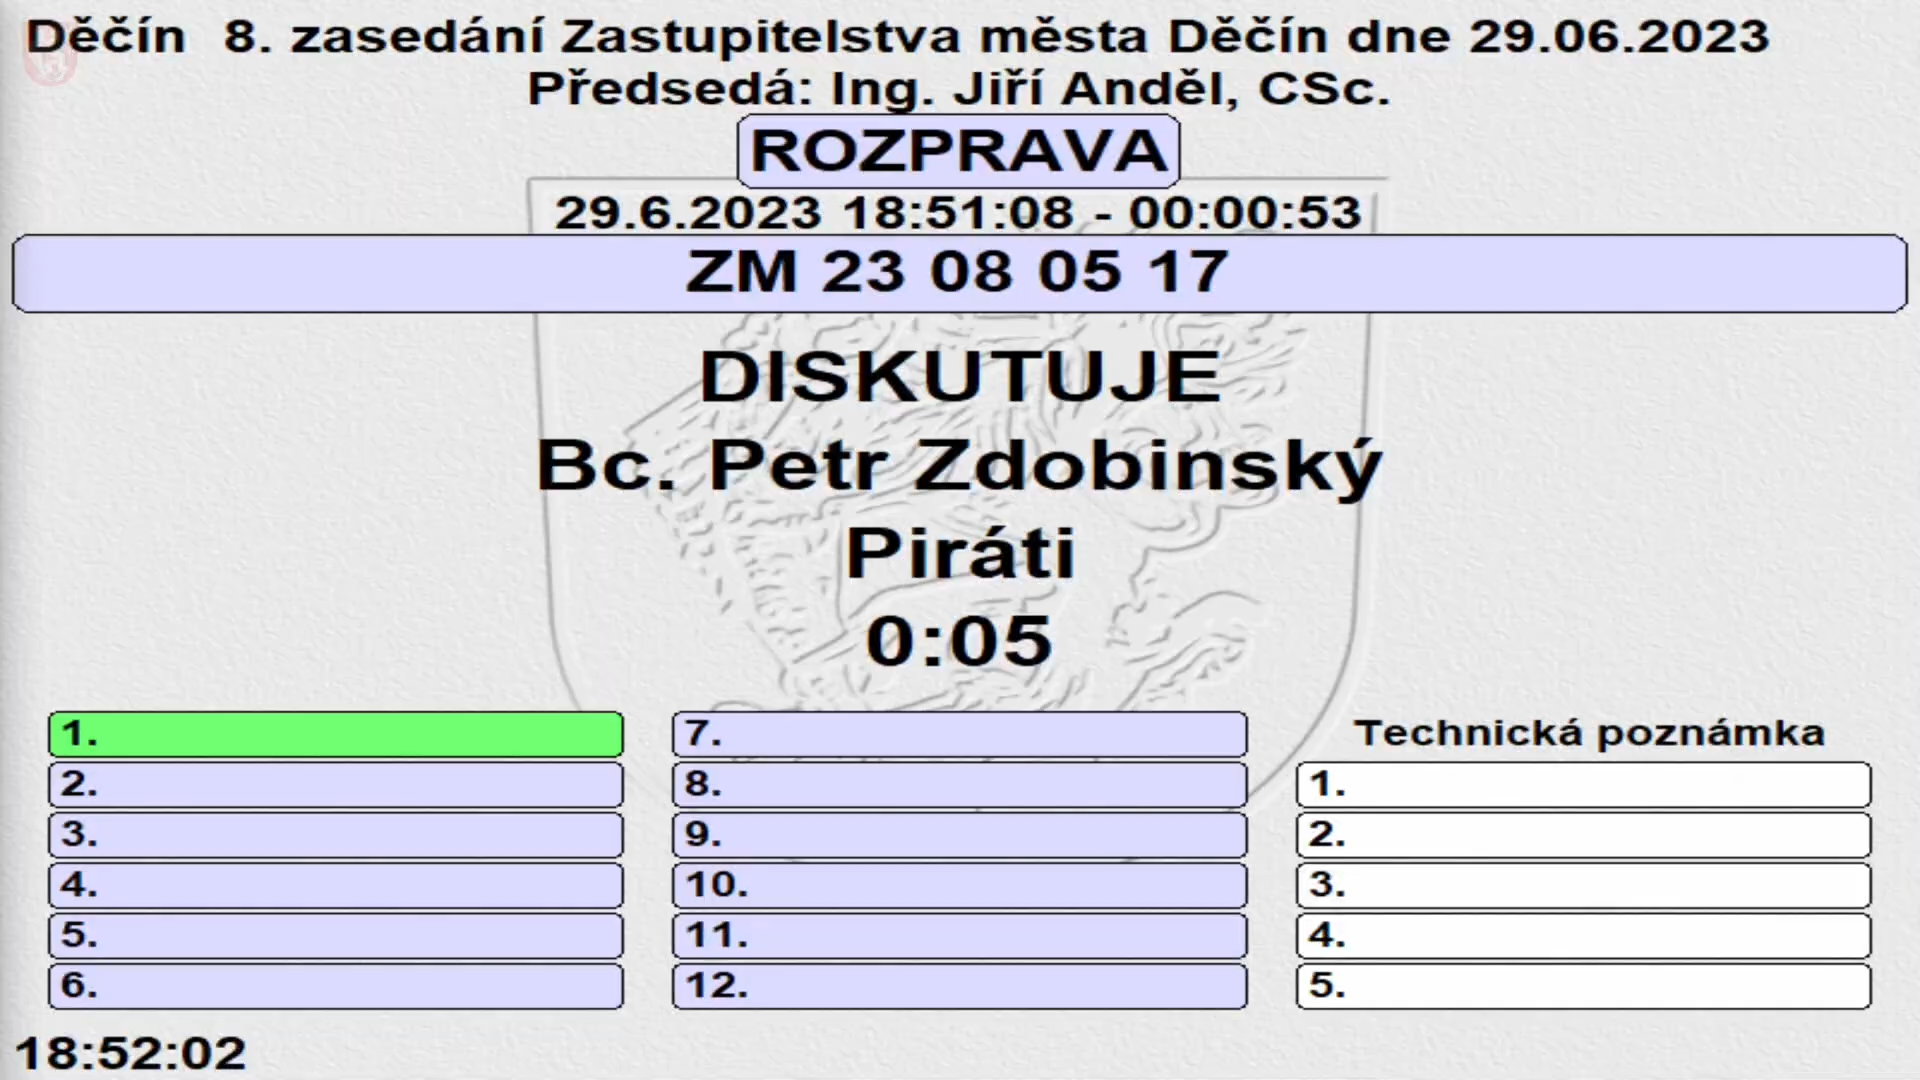 Děčín 8. zasedání Zastupitelstva města Děčín dne 29.06.2023
Předsedá: Ing. Jiří Anděl, CSc.
ROZPRAVA
29.6.2023 18:51:08 - 00:00:53
ZM 23 08 05 17
DISKUTUJE
Bc. Petr Zdobinský
Piráti
0:05
1.
2.
3.
4.
5.
6.
7.
8.
9.
10.
11.
12.
Technická poznámka
1.
2.
3.
4.
5.
18:52:02